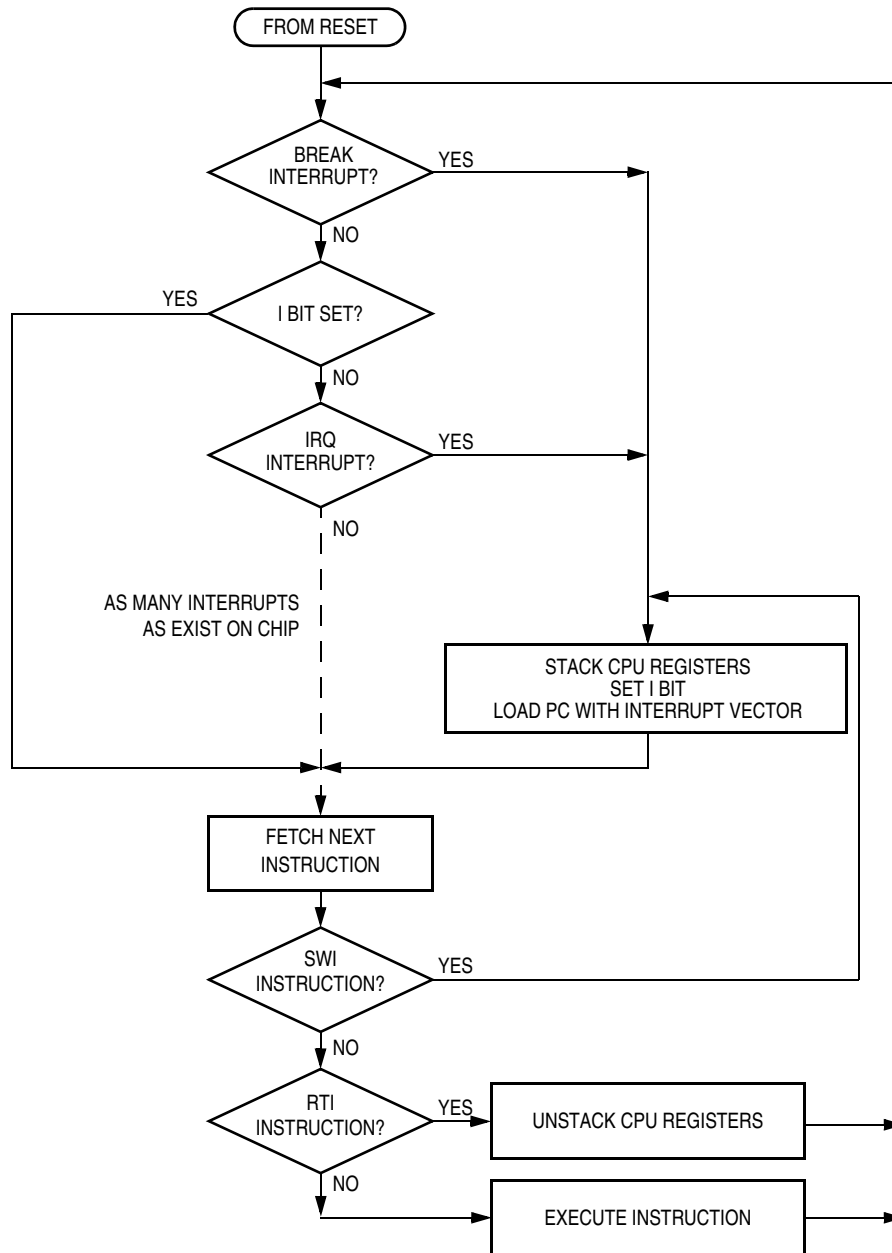 FROM RESET
BREAK
INTERRUPT?
YES
NO
I BIT SET?
YES
NO
IRQ
INTERRUPT?
YES
NO
AS MANY INTERRUPTS
AS EXIST ON CHIP
STACK CPU REGISTERS
SET I BIT
LOAD PC WITH INTERRUPT VECTOR
FETCH NEXT
INSTRUCTION
SWI
INSTRUCTION?
YES
NO
RTI
INSTRUCTION?
YES
UNSTACK CPU REGISTERS
NO
EXECUTE INSTRUCTION